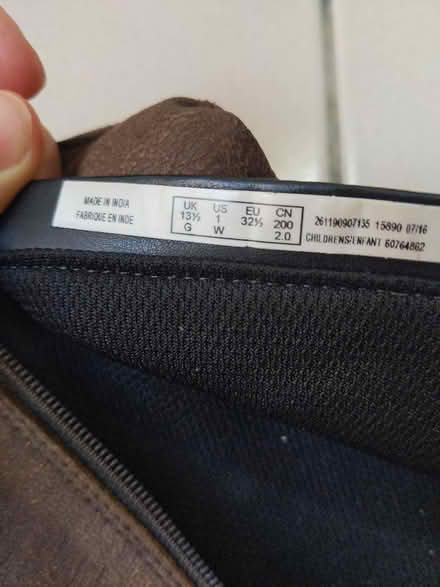 MADE IN INDIA
FABRIQUE EN INDE
UK US EU CN
13½ 1 32½ 200
G W 2.0
261190907135 15890 07/16
CHILDRENS/ENFANT 60764862